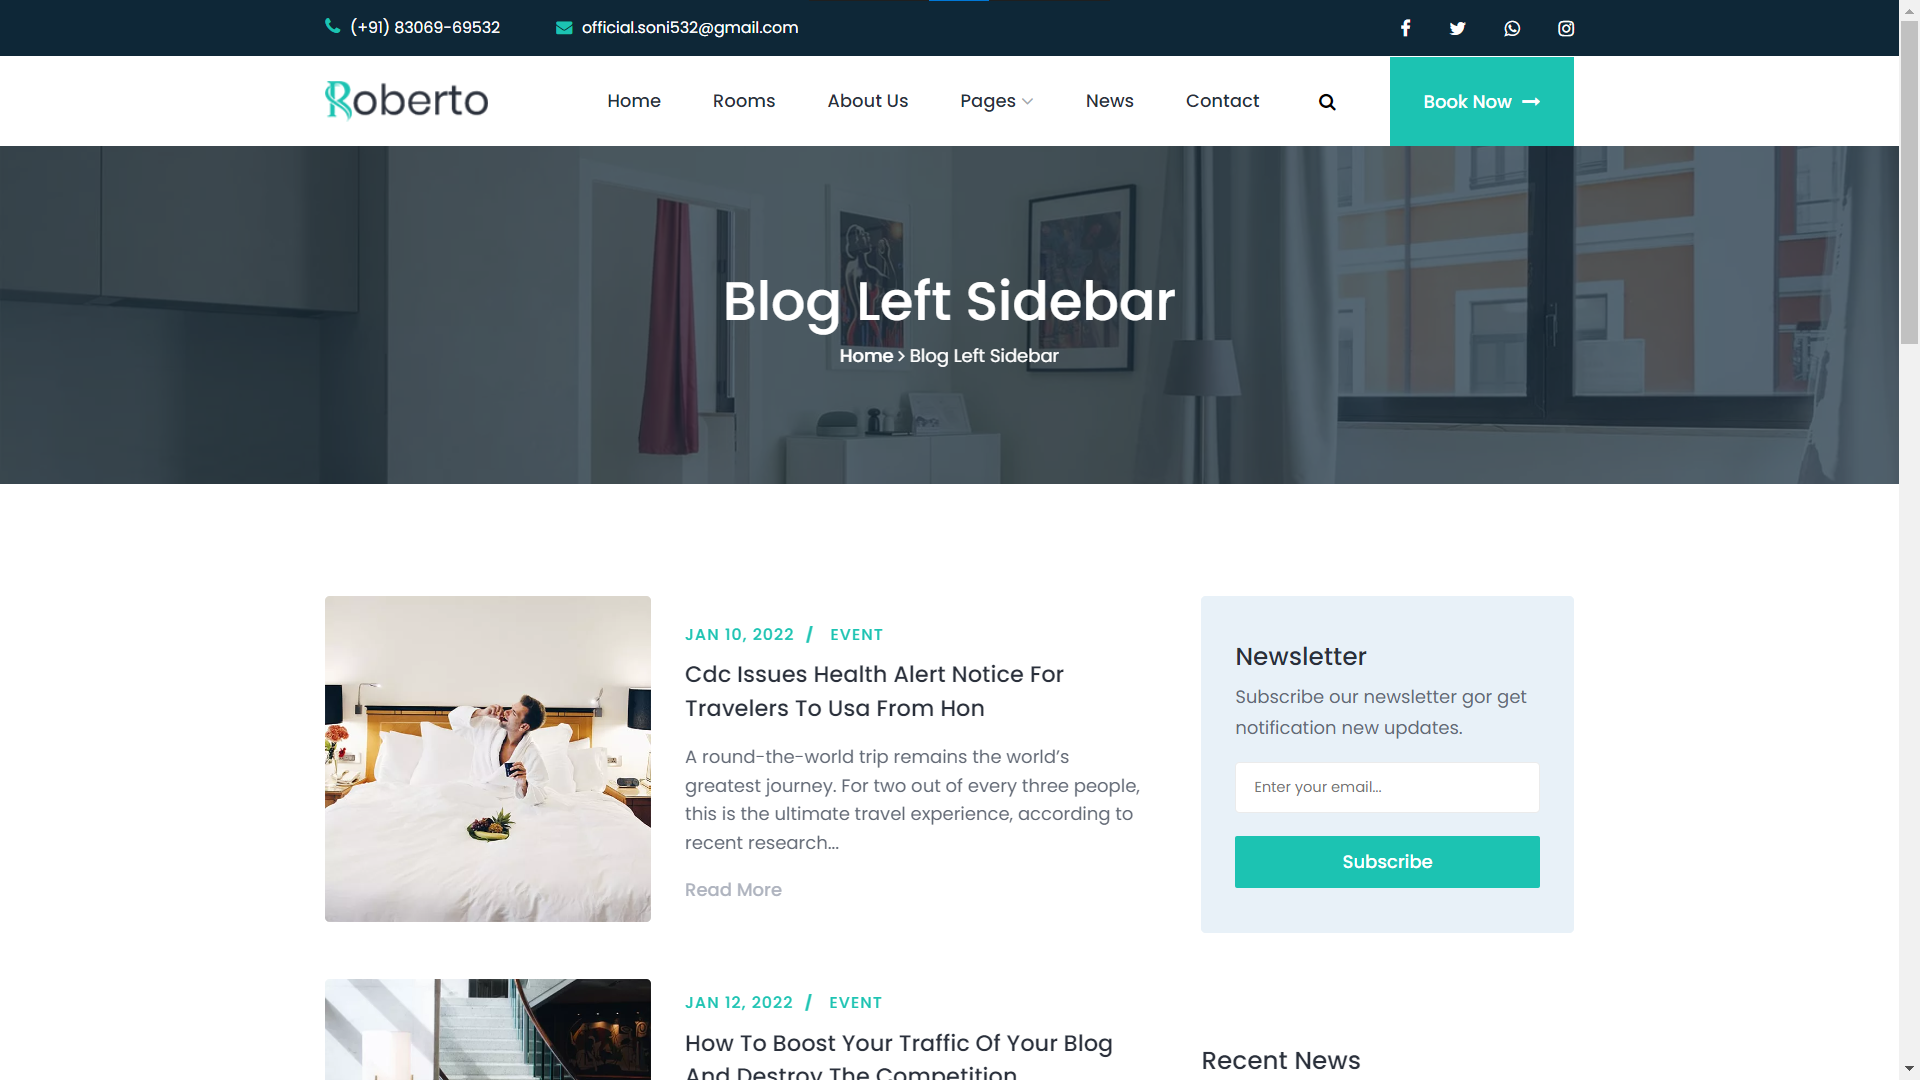 (+91) 83069-69532
official.soni532@gmail.com
Roberto
Home
Rooms
About Us
Pages
News
Contact
Book Now
Blog Left Sidebar
Home > Blog Left Sidebar
JAN 10, 2022 / EVENT
Cdc Issues Health Alert Notice For
Travelers To Usa From Hon
A round-the-world trip remains the world’s
greatest journey. For two out of every three people,
this is the ultimate travel experience, according to
recent research…
Read More
Newsletter
Subscribe our newsletter gor get
notification new updates.
Enter your email...
Subscribe
JAN 12, 2022 / EVENT
How To Boost Your Traffic Of Your Blog
And Destroy The Competition
Recent News